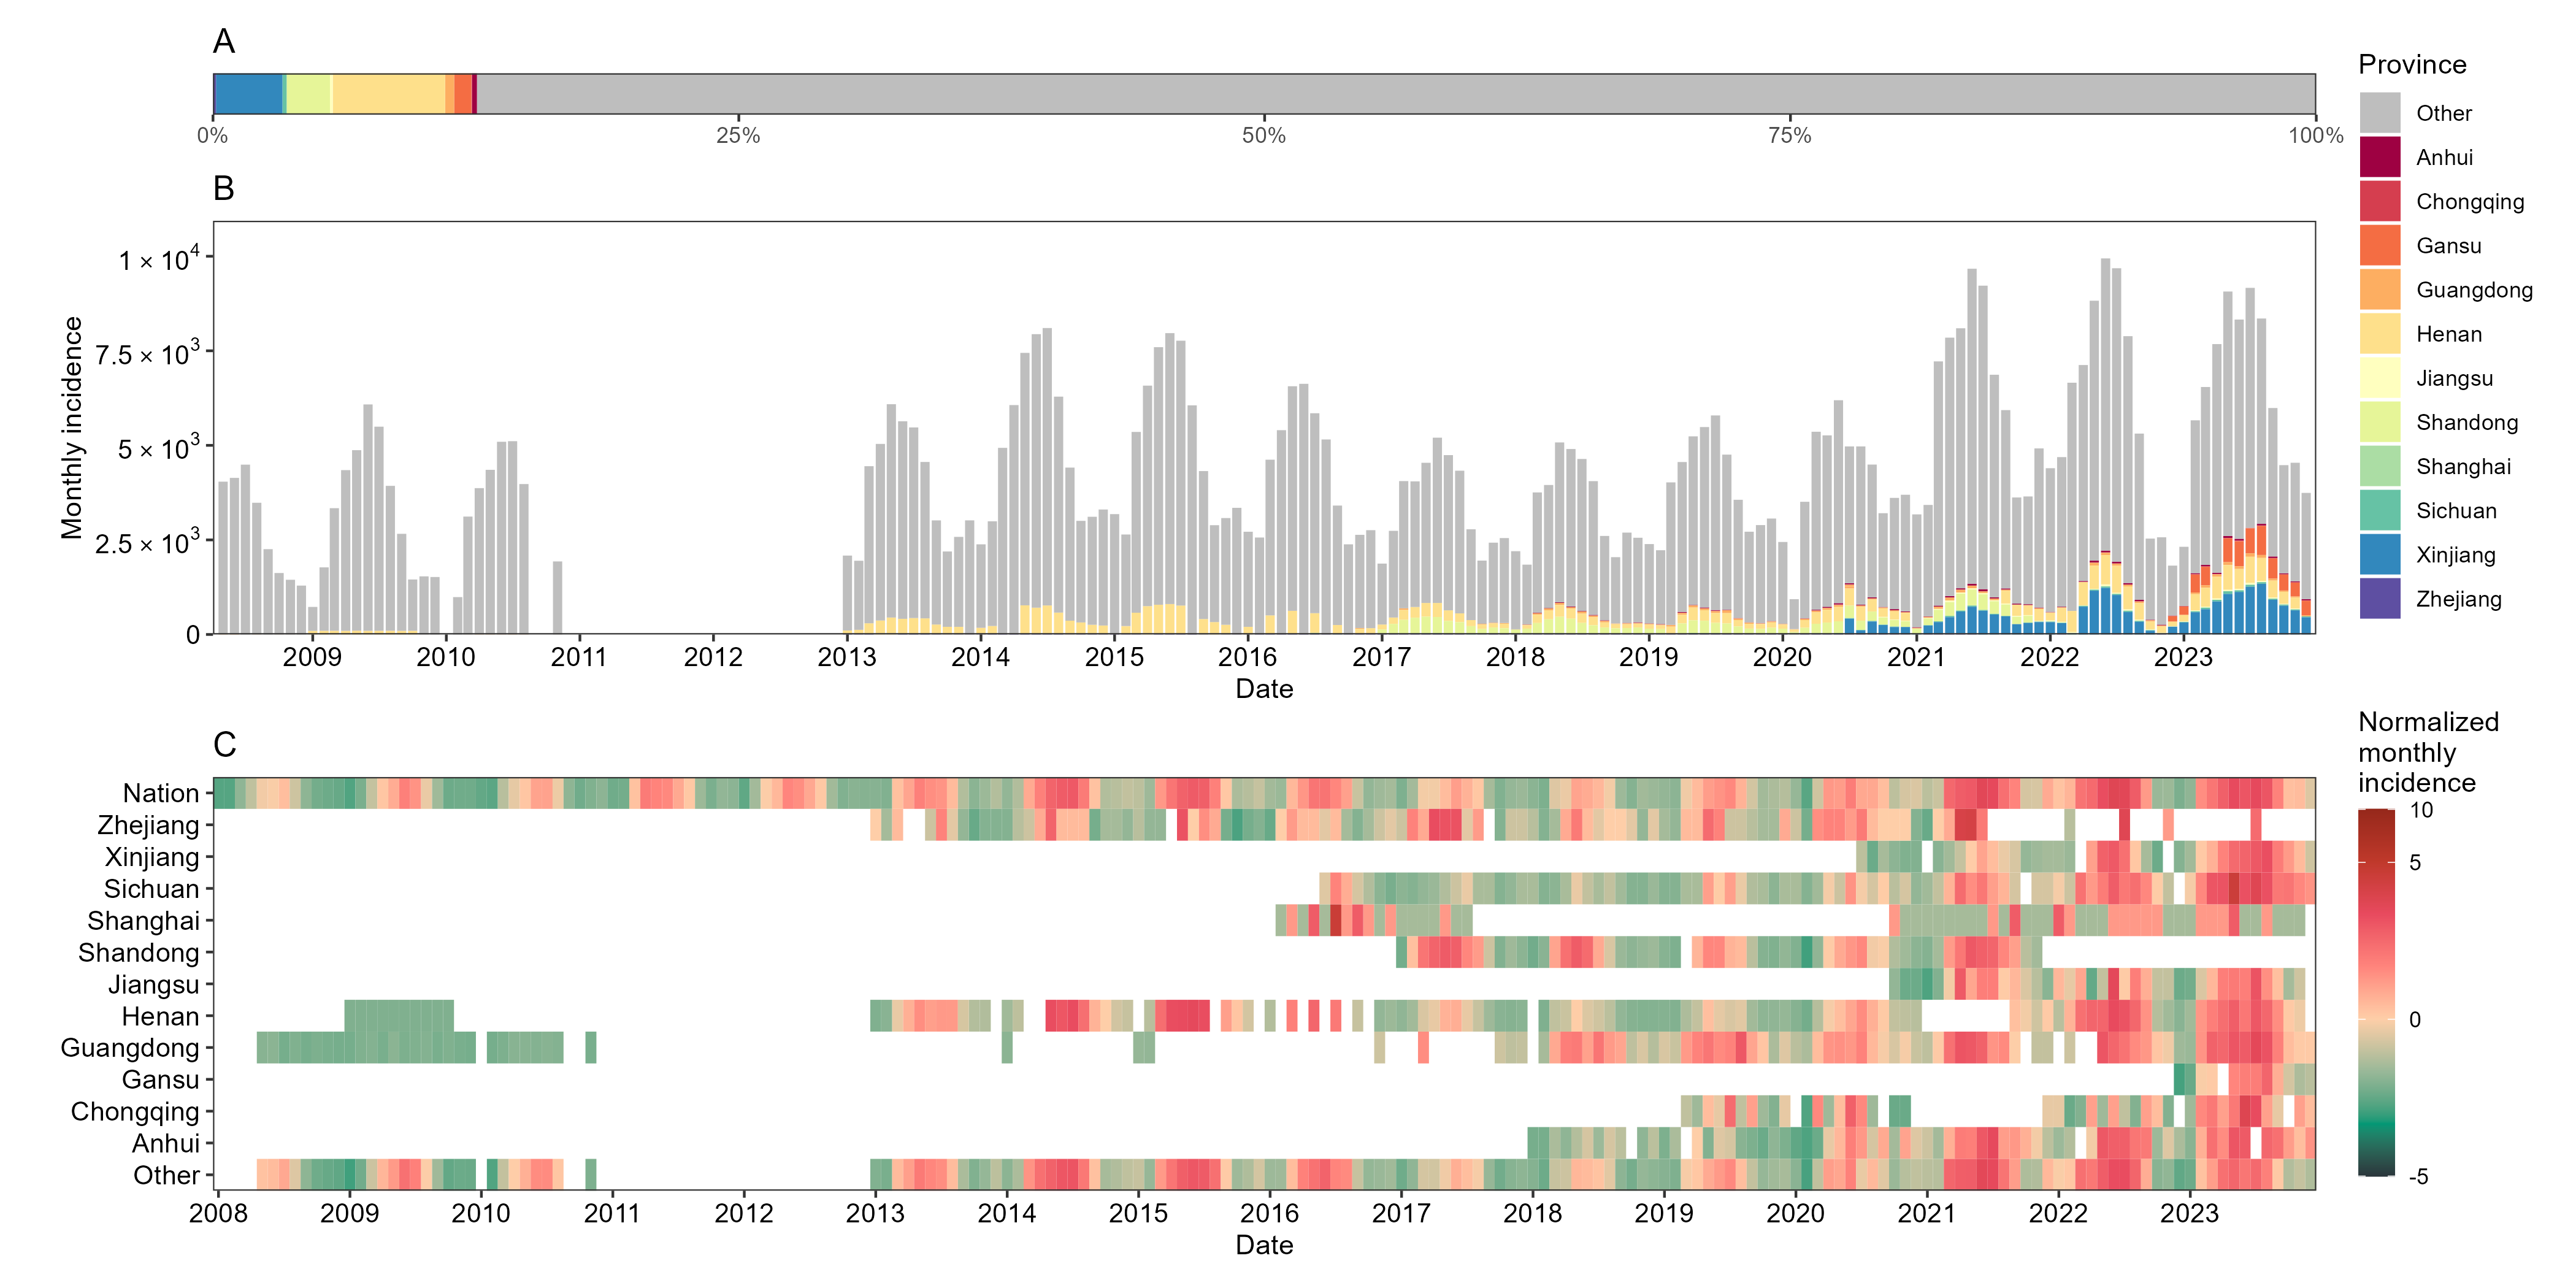 A
0%
25%
50%
75%
100%
Province
Other
Anhui
Chongqing
Gansu
Guangdong
Henan
Jiangsu
Shandong
Shanghai
Sichuan
Xinjiang
Zhejiang
B
Monthly incidence
1 × 10⁴
7.5 × 10³
5 × 10³
2.5 × 10³
0
2009
2010
2011
2012
2013
2014
2015
2016
2017
2018
2019
2020
2021
2022
2023
Date
C
Nation
Zhejiang
Xinjiang
Sichuan
Shanghai
Shandong
Jiangsu
Henan
Guangdong
Gansu
Chongqing
Anhui
Other
2008
2009
2010
2011
2012
2013
2014
2015
2016
2017
2018
2019
2020
2021
2022
2023
Date
Normalized
monthly
incidence
10
5
0
-5